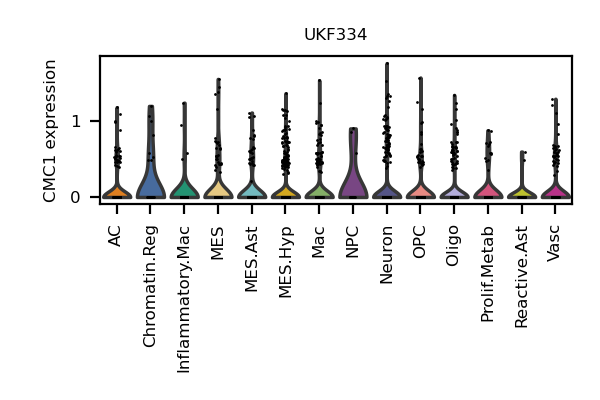 UKF334
CMC1 expression
1
0
AC
Chromatin.Reg
Inflammatory.Mac
MES
MES.Ast
MES.Hyp
Mac
NPC
Neuron
OPC
Oligo
Prolif.Metab
Reactive.Ast
Vasc